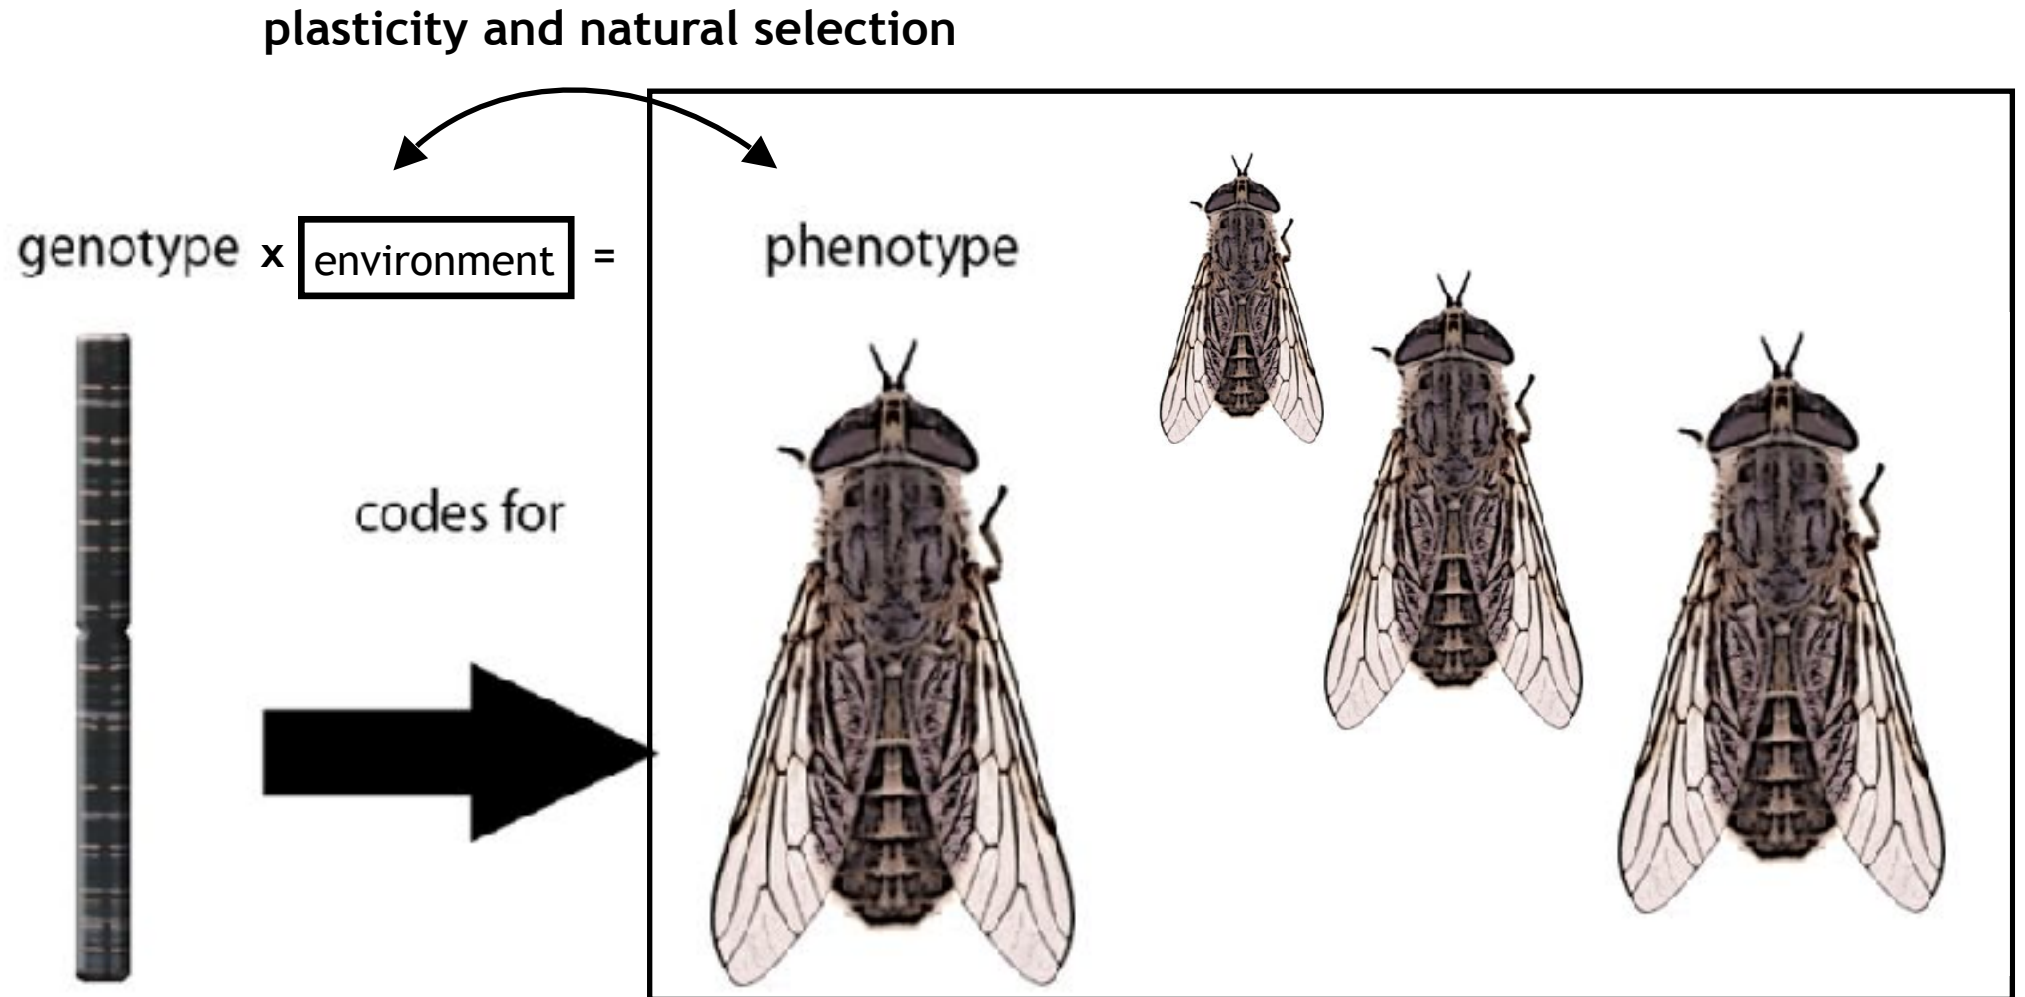 plasticity and natural selection
genotype x environment = phenotype
codes for